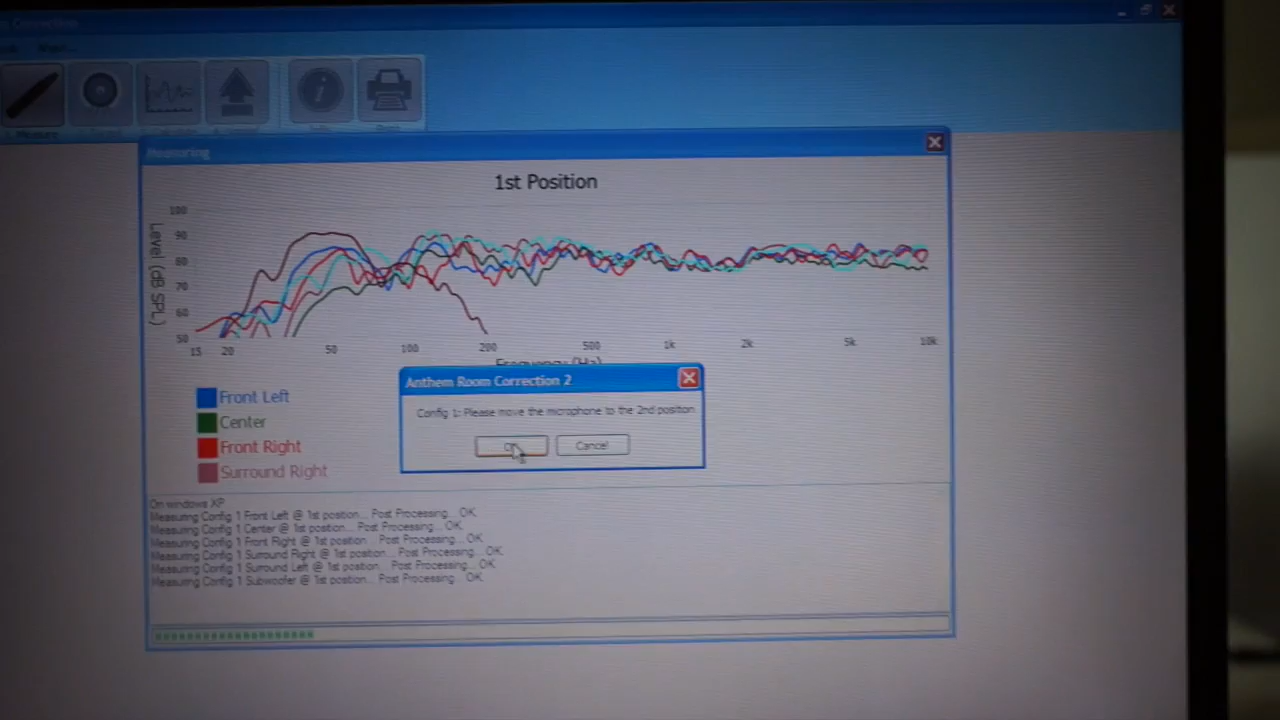 Measure
Measuring
1st Position
Level (dB SPL)
100
90
80
70
60
50
15 20 50 100 200 500 1k 2k 5k 10k
Frequency (Hz)
Front Left
Center
Front Right
Surround Right
Anthem Room Correction 2
Config 1: Please move the microphone to the 2nd position
Cancel
On windows XP
Measuring Config 1 Front Left @ 1st position... Post Processing... OK
Measuring Config 1 Center @ 1st position... Post Processing... OK
Measuring Config 1 Front Right @ 1st position... Post Processing... OK
Measuring Config 1 Surround Right @ 1st position... Post Processing... OK
Measuring Config 1 Surround Left @ 1st position... Post Processing... OK
Measuring Config 1 Subwoofer @ 1st position... Post Processing... OK